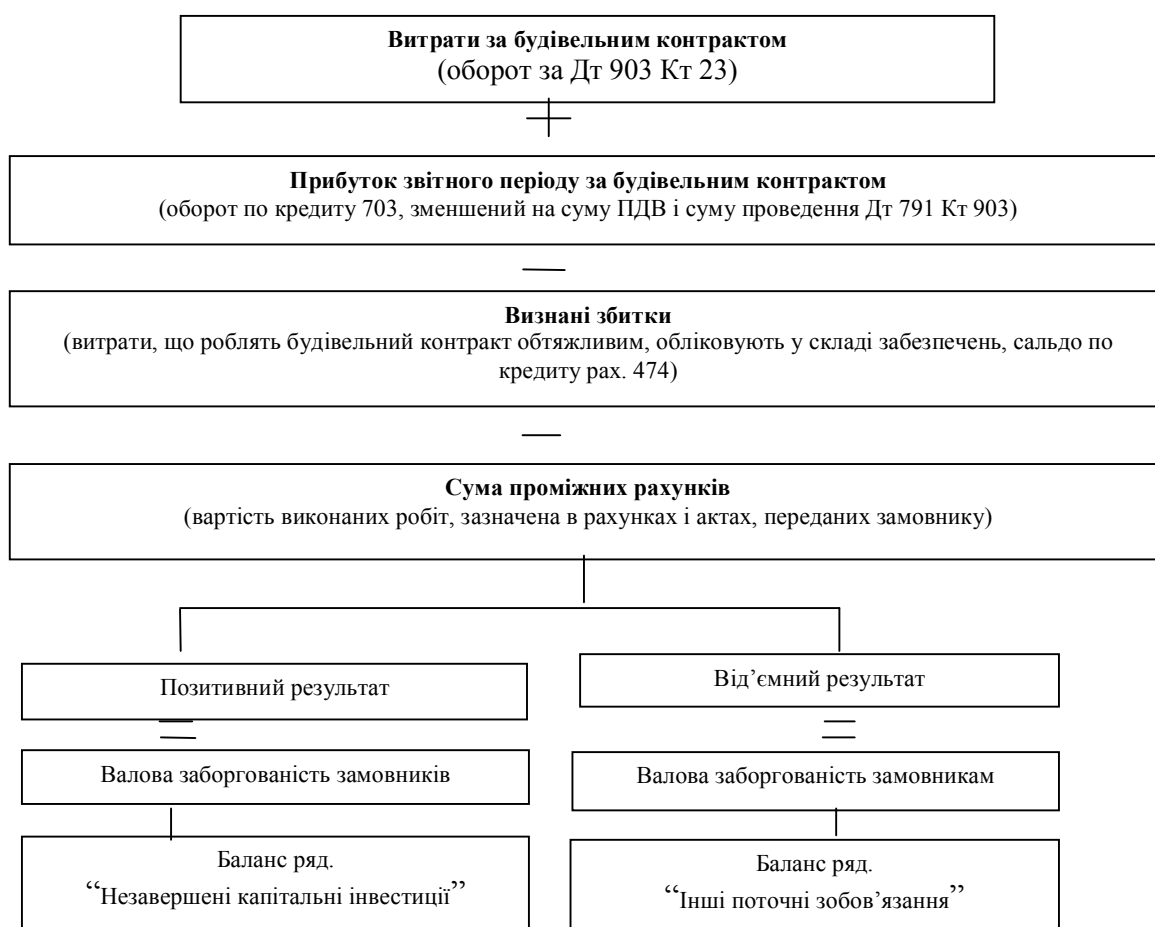 Витрати за будівельним контрактом
(оборот за Дт 903 Кт 23)
+
Прибуток звітного періоду за будівельним контрактом
(оборот по кредиту 703, зменшений на суму ПДВ і суму проведення Дт 791 Кт 903)
—
Визнані збитки
(витрати, що роблять будівельний контракт обтяжливим, обліковують у складі забезпечень, сальдо по
кредиту рах. 474)
—
Сума проміжних рахунків
(вартість виконаних робіт, зазначена в рахунках і актах, переданих замовнику)
Позитивний результат
=
Валова заборгованість замовників
Баланс ряд.
“Незавершені капітальні інвестиції”
Від’ємний результат
=
Валова заборгованість замовникам
Баланс ряд.
“Інші поточні зобов’язання”